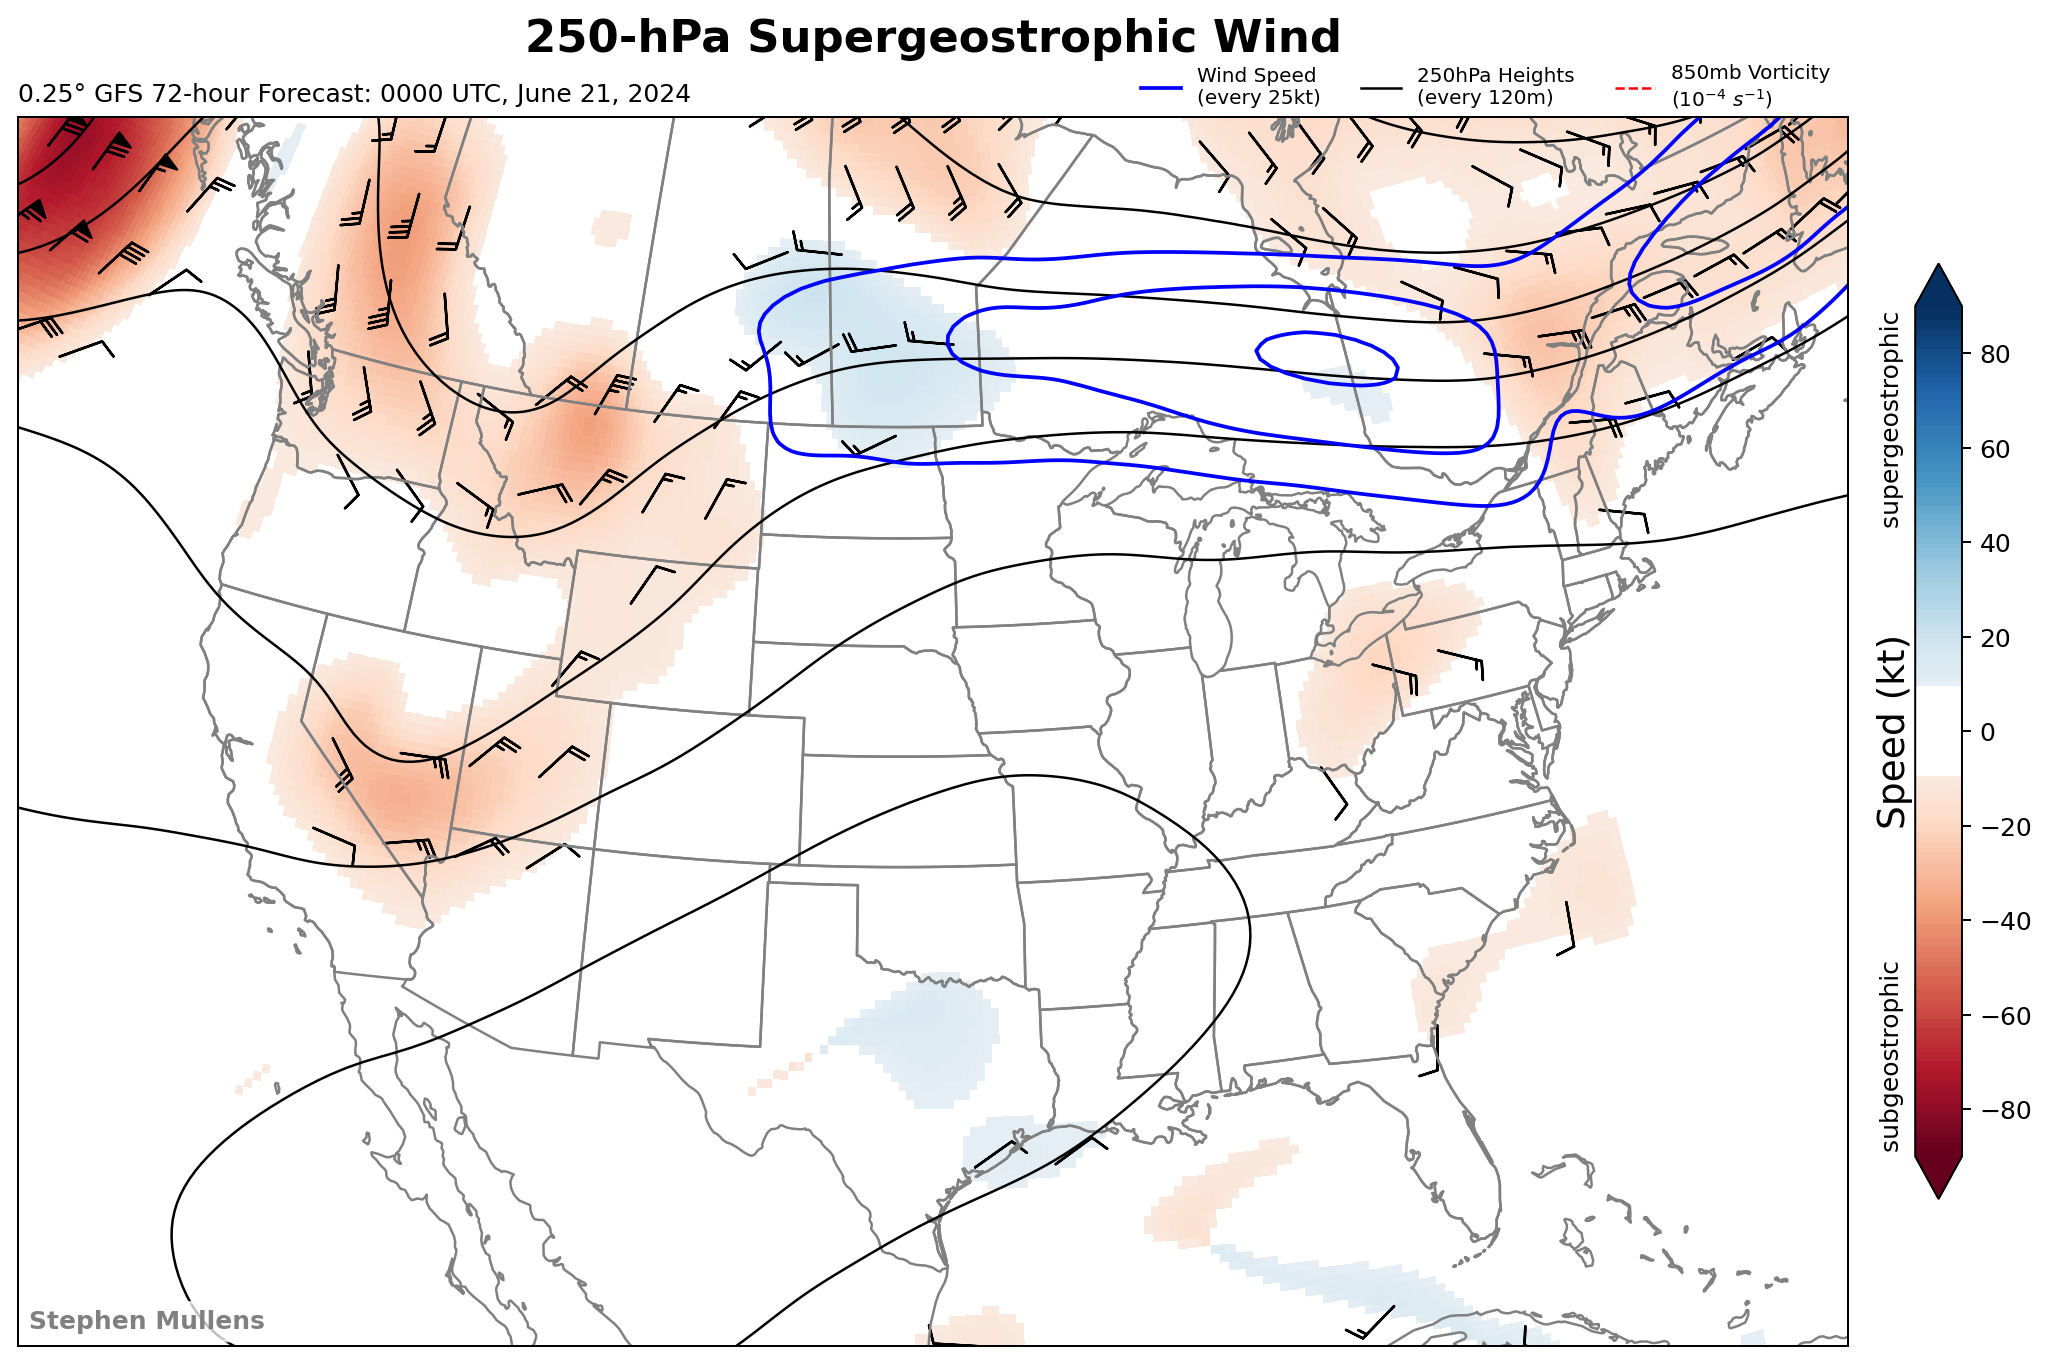 250-hPa Supergeostrophic Wind
0.25° GFS 72-hour Forecast: 0000 UTC, June 21, 2024
Wind Speed
(every 25kt)
250hPa Heights
(every 120m)
850mb Vorticity
(10⁻⁴ s⁻¹)
supergeostrophic
Speed (kt)
subgeostrophic
80
60
40
20
0
−20
−40
−60
−80
Stephen Mullens